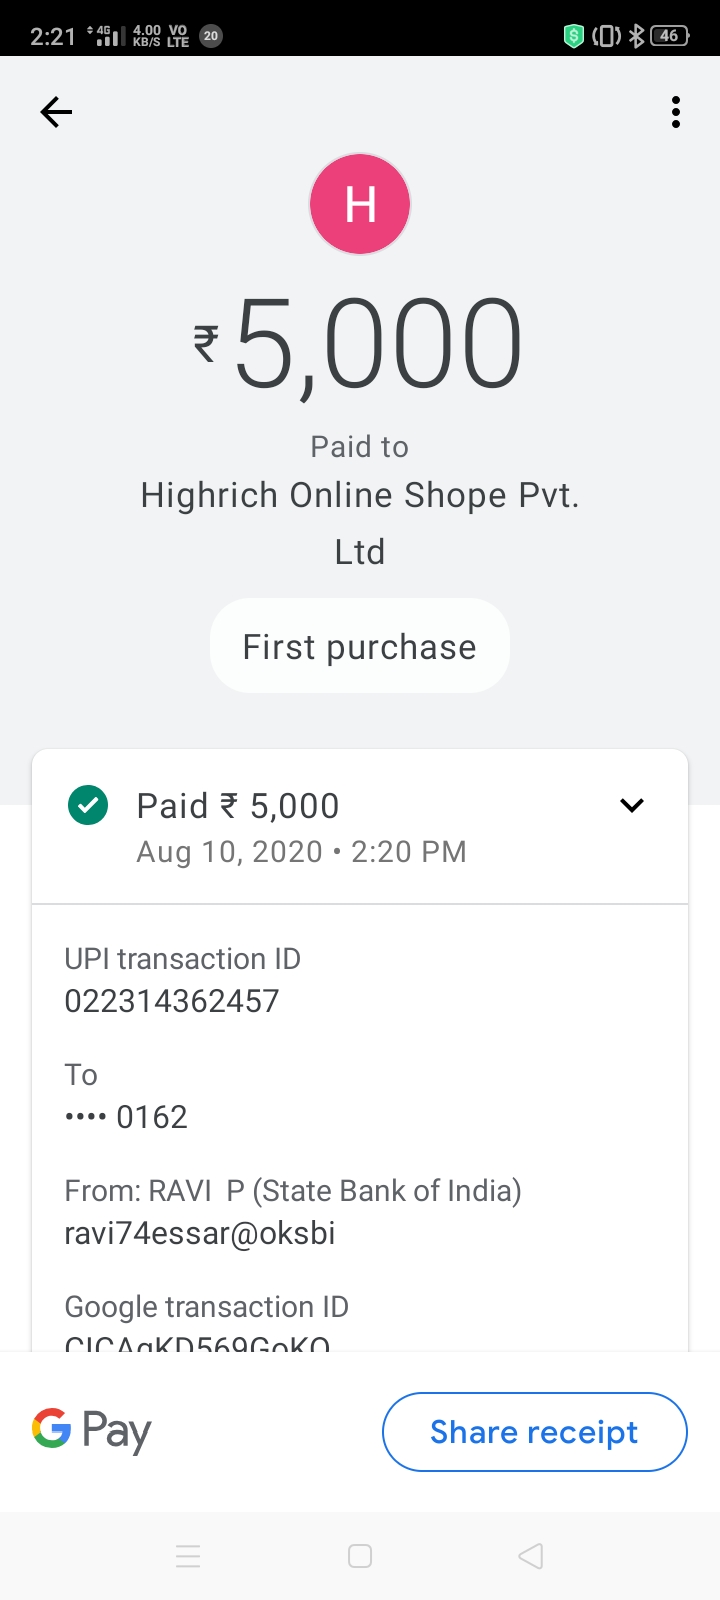 2:21 4G 4.00 KB/S VO LTE 20 46
H
₹5,000
Paid to
Highrich Online Shope Pvt.
Ltd
First purchase
Paid ₹ 5,000
Aug 10, 2020 • 2:20 PM
UPI transaction ID
022314362457
To
•••• 0162
From: RAVI  P (State Bank of India)
ravi74essar@oksbi
Google transaction ID
G Pay
Share receipt